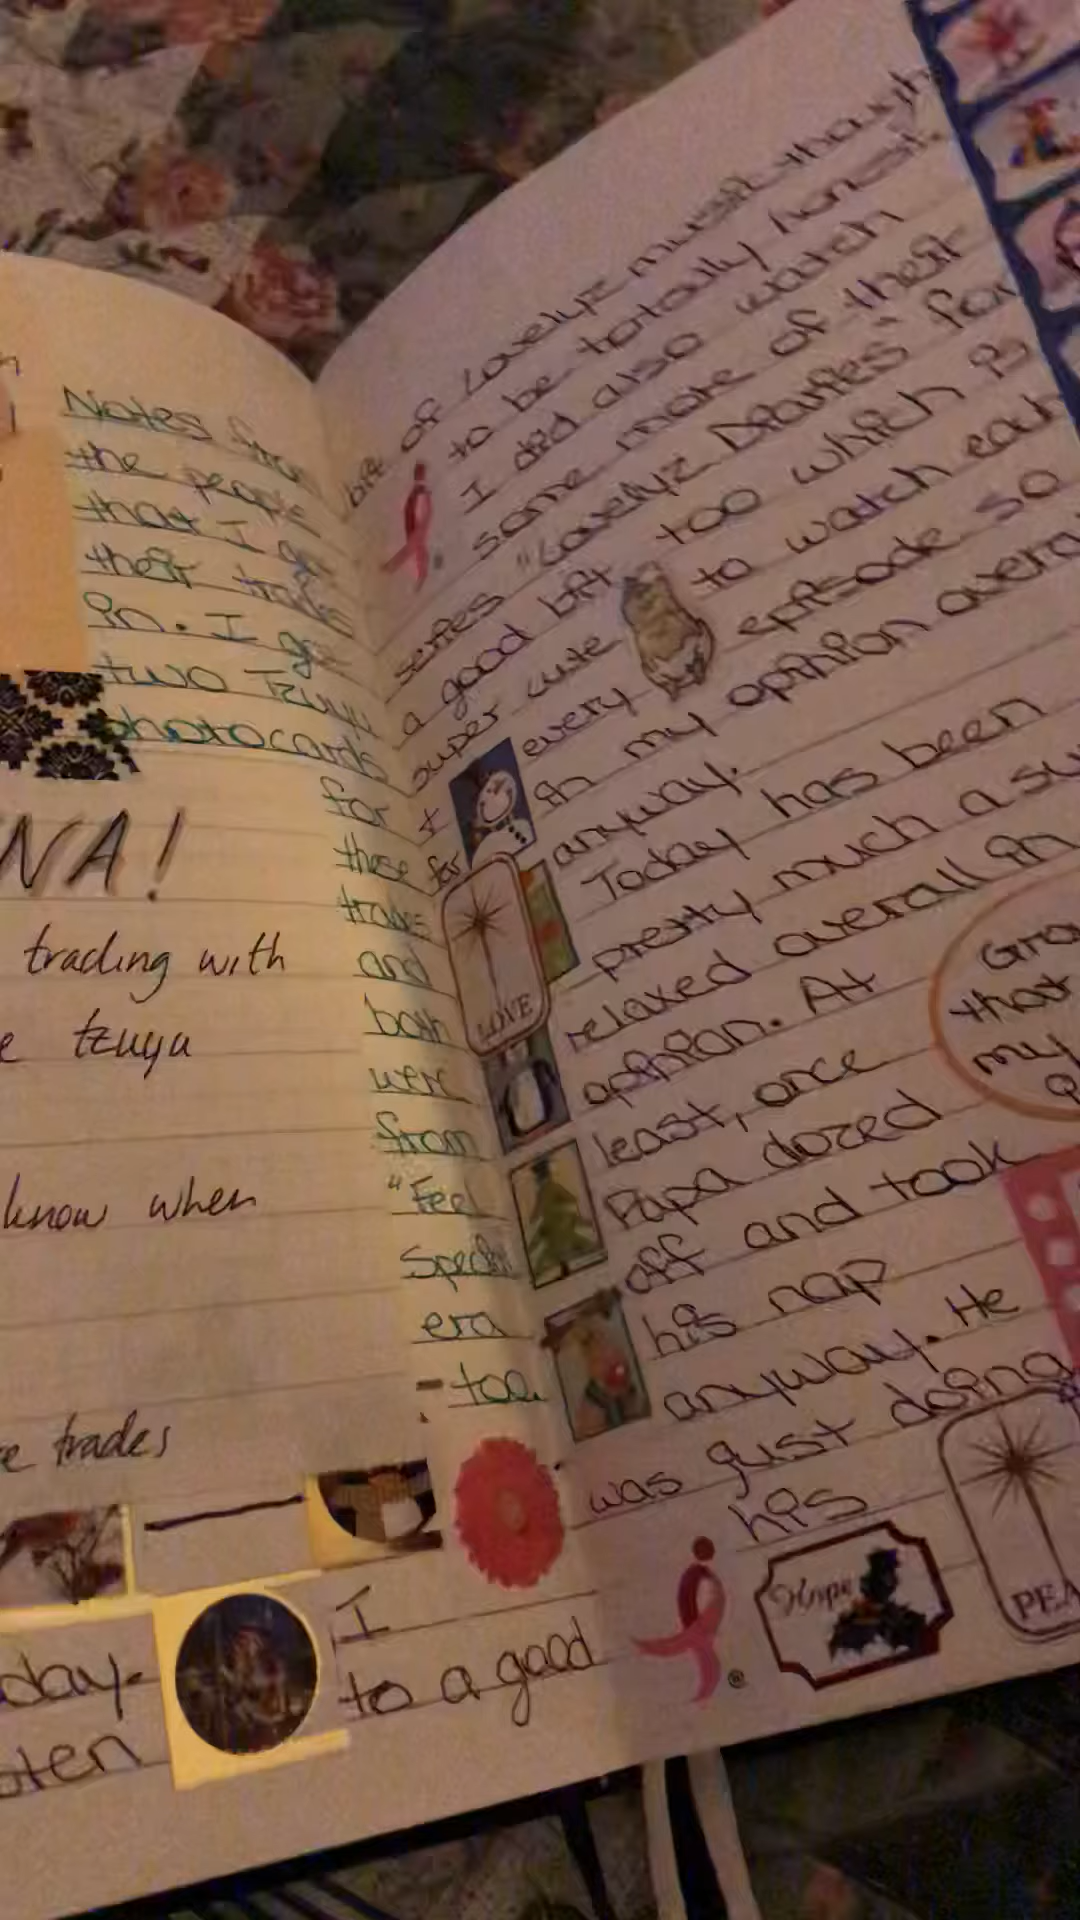 Notes from
the people
that I got
their trades
in. I got
two Tzuyu
photocards
for
these
trades
and
both
were
from
"Feel
Special"
era
too.
NA!
trading with
e tzuyu
know when
e trades
day.
I
to a good
bit of Lovelyz music though
to be totally honest.
I did also watch
some more of their
"Lovelyz Diaries" for
series
a good bit too which is
super cute to watch each
+ every episode so
for in my opinion overall
anyway.
Today has been
pretty much a
relaxed overall in
opinion. At
least, once
Papa dozed
off and took
his nap
anyway. He
was just doing
his
that
my
LOVE
Hope
®